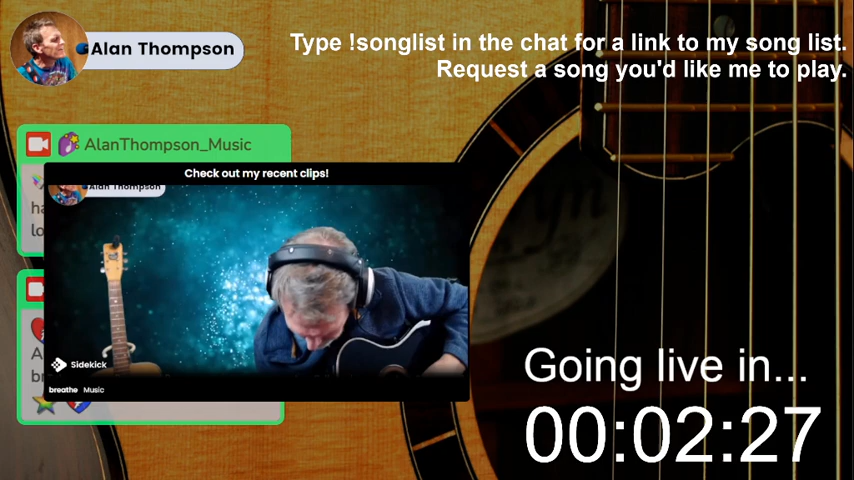 Alan Thompson
Type !songlist in the chat for a link to my song list.
Request a song you'd like me to play.
AlanThompson_Music
Check out my recent clips!
Alan Thompson
Sidekick
breathe Music
Going live in...
00:02:27